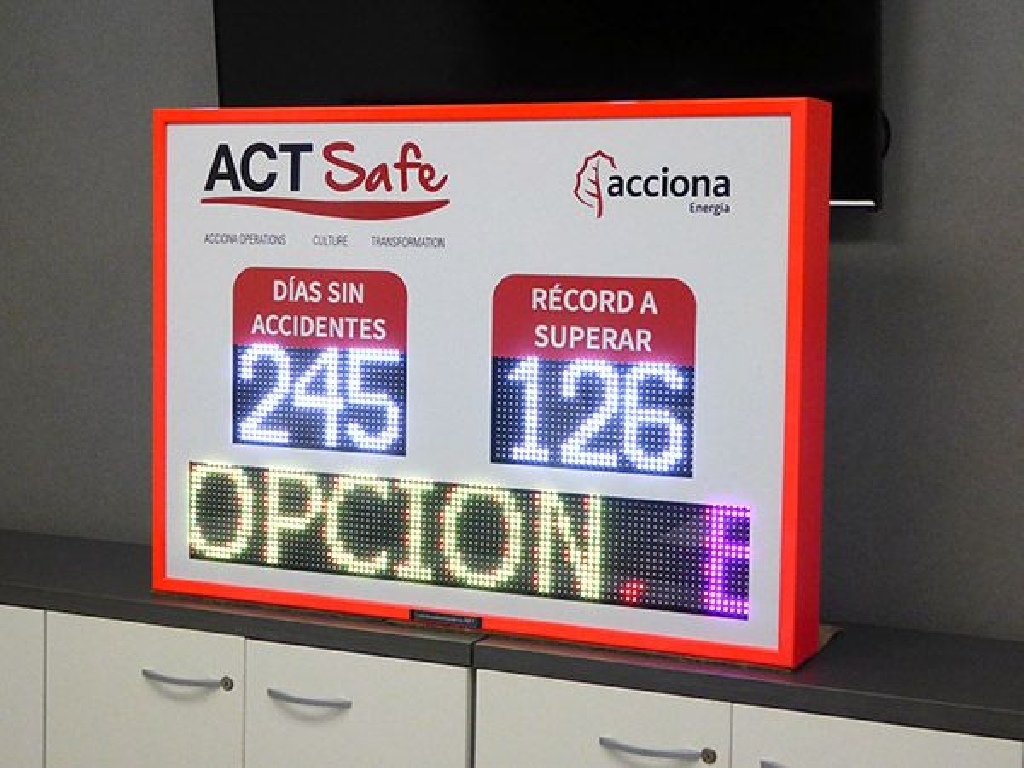 ACT Safe
acciona
Energía
ACCIONA OPERATIONS CULTURE TRANSFORMATION
DÍAS SIN
ACCIDENTES
245
RÉCORD A
SUPERAR
126
OPCION.